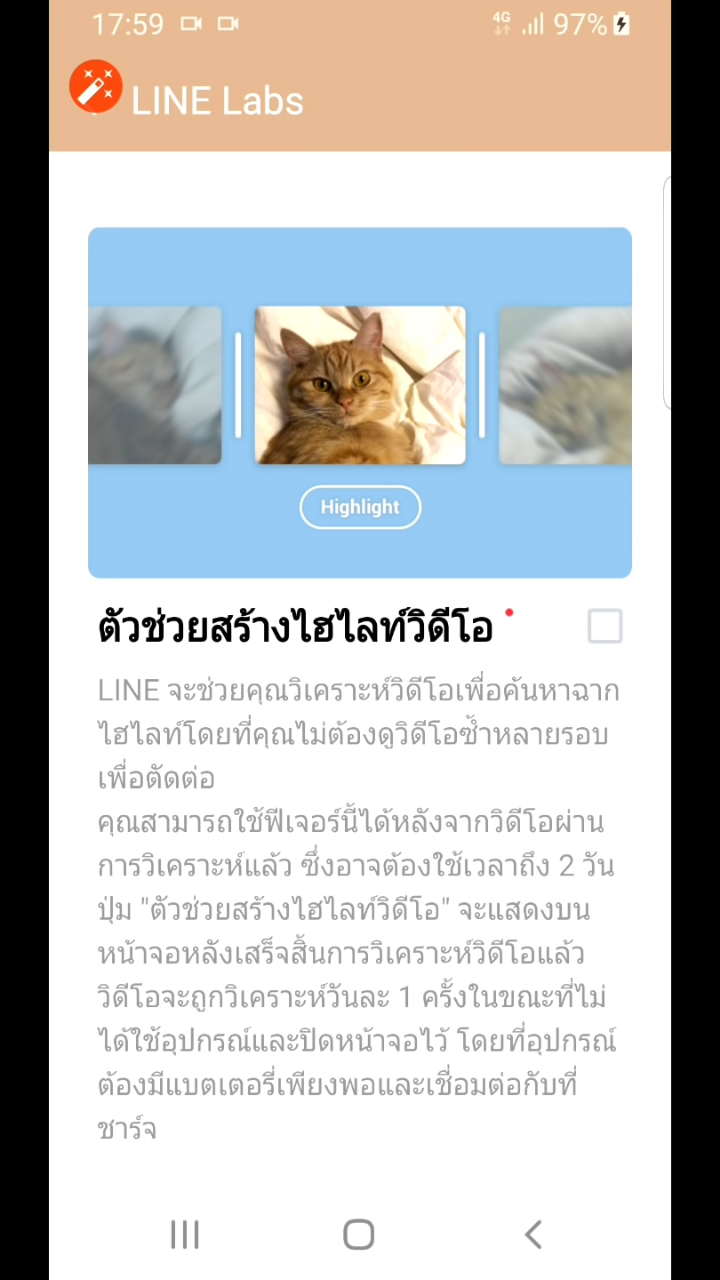 17:59 4G 97%
LINE Labs
Highlight
ตัวช่วยสร้างไฮไลท์วิดีโอ
LINE จะช่วยคุณวิเคราะห์วิดีโอเพื่อค้นหาฉาก
ไฮไลท์โดยที่คุณไม่ต้องดูวิดีโอซ้ำหลายรอบ
เพื่อตัดต่อ
คุณสามารถใช้ฟีเจอร์นี้ได้หลังจากวิดีโอผ่าน
การวิเคราะห์แล้ว ซึ่งอาจต้องใช้เวลาถึง 2 วัน
ปุ่ม "ตัวช่วยสร้างไฮไลท์วิดีโอ" จะแสดงบน
หน้าจอหลังเสร็จสิ้นการวิเคราะห์วิดีโอแล้ว
วิดีโอจะถูกวิเคราะห์วันละ 1 ครั้งในขณะที่ไม่
ได้ใช้อุปกรณ์และปิดหน้าจอไว้ โดยที่อุปกรณ์
ต้องมีแบตเตอรี่เพียงพอและเชื่อมต่อกับที่
ชาร์จ